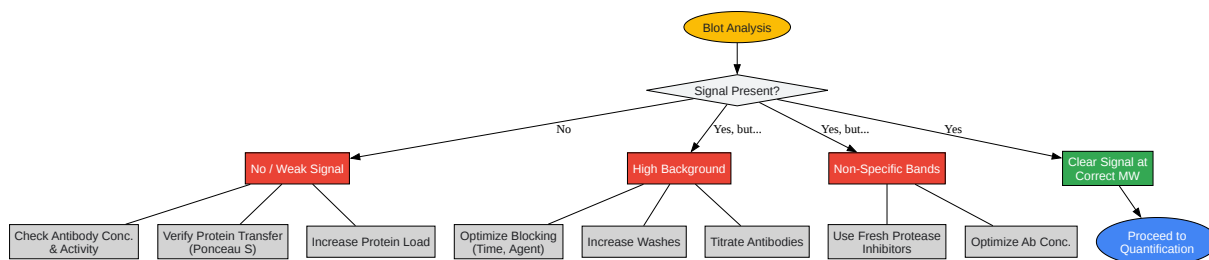 Blot Analysis
Signal Present?
No
Yes, but...
Yes, but...
Yes
No / Weak Signal
High Background
Non-Specific Bands
Clear Signal at
Correct MW
Check Antibody Conc.
& Activity
Verify Protein Transfer
(Ponceau S)
Increase Protein Load
Optimize Blocking
(Time, Agent)
Increase Washes
Titrate Antibodies
Use Fresh Protease
Inhibitors
Optimize Ab Conc.
Proceed to
Quantification